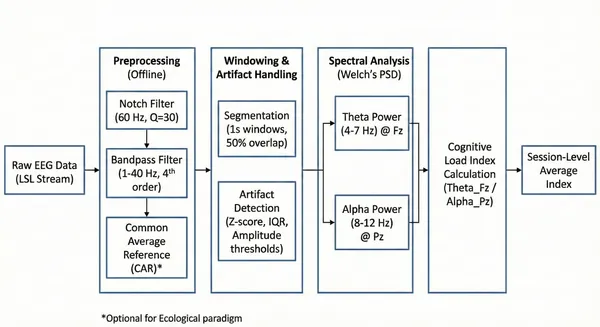 Raw EEG Data
(LSL Stream)
Preprocessing
(Offline)
Notch Filter
(60 Hz, Q=30)
Bandpass Filter
(1-40 Hz, 4th
order)
Common
Average
Reference
(CAR)*
Windowing &
Artifact Handling
Segmentation
(1s windows,
50% overlap)
Artifact
Detection
(Z-score, IQR,
Amplitude
thresholds)
Spectral Analysis
(Welch's PSD)
Theta Power
(4-7 Hz) @ Fz
Alpha Power
(8-12 Hz)
@ Pz
Cognitive
Load Index
Calculation
(Theta_Fz /
Alpha_Pz)
Session-Level
Average
Index
*Optional for Ecological paradigm